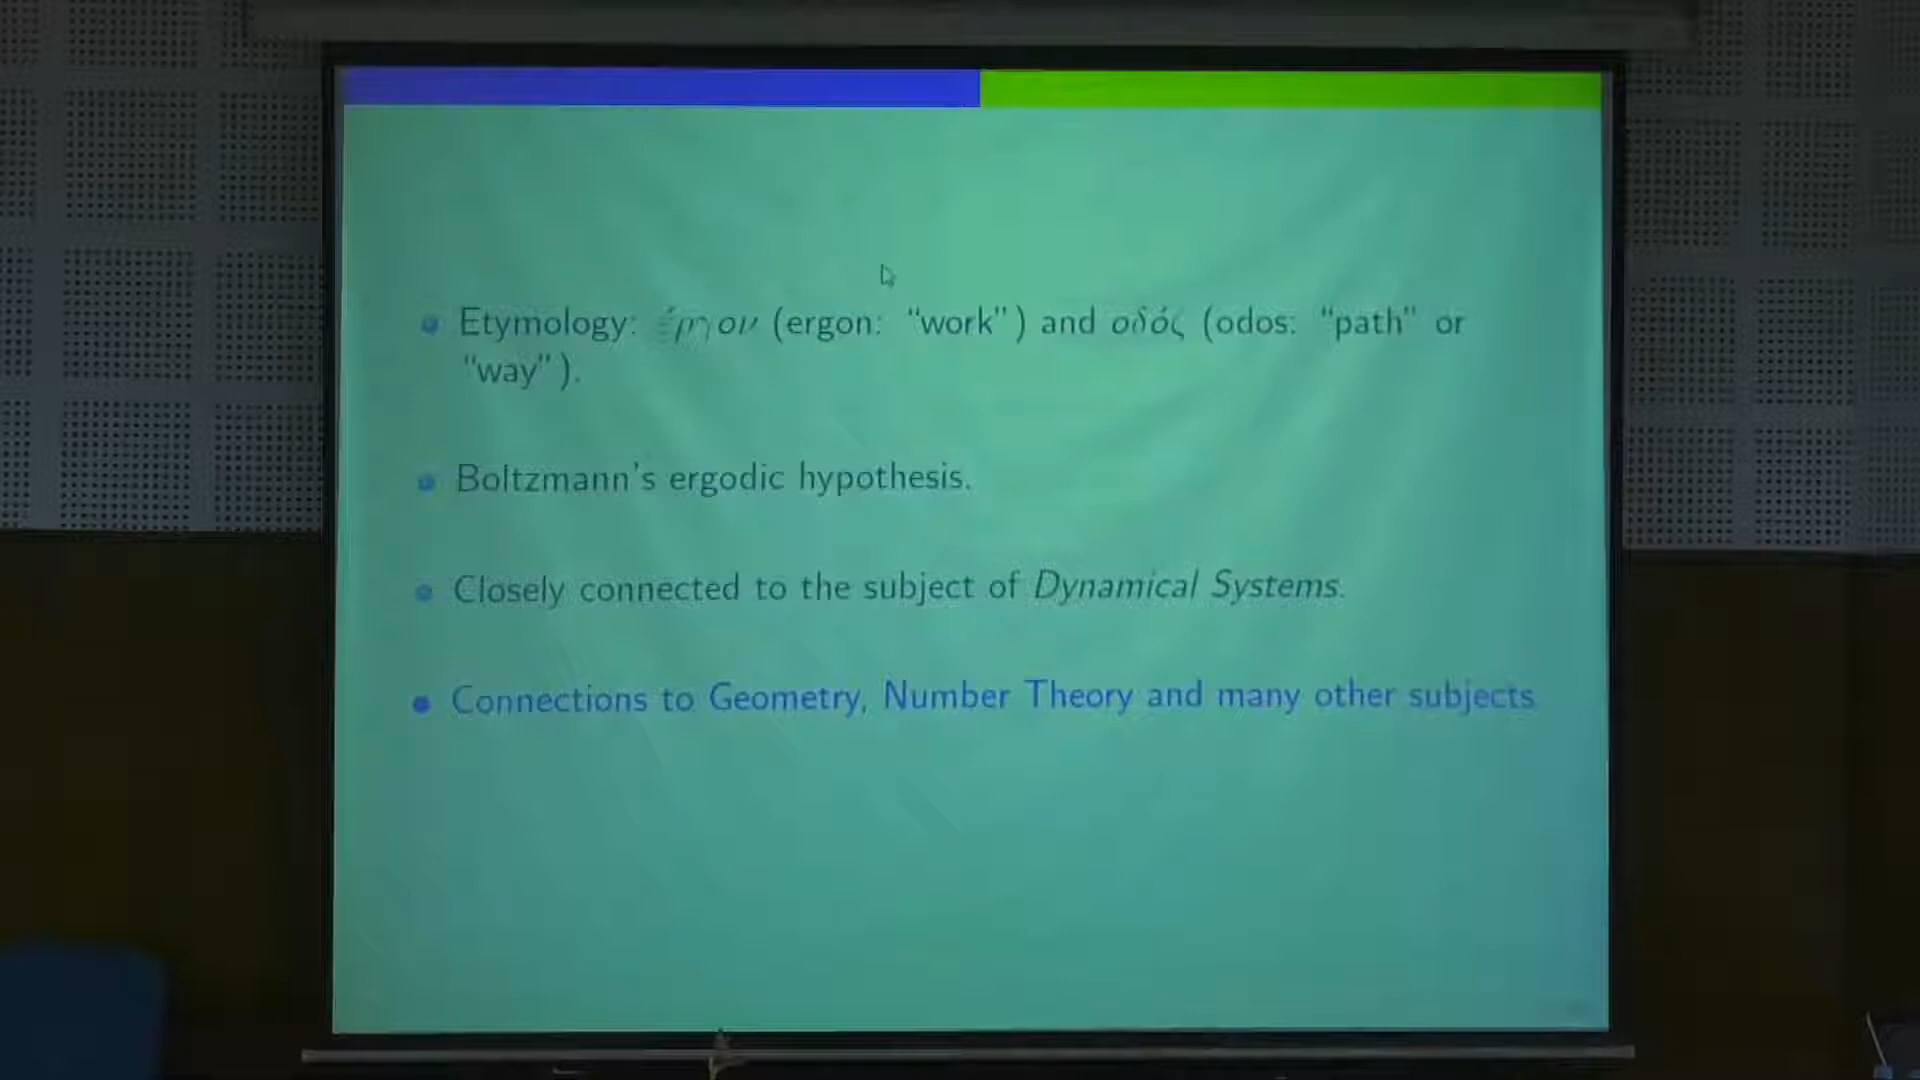 Etymology: έργον (ergon: “work”) and οδός (odos: “path” or
“way”).
Boltzmann's ergodic hypothesis.
Closely connected to the subject of Dynamical Systems.
Connections to Geometry, Number Theory and many other subjects